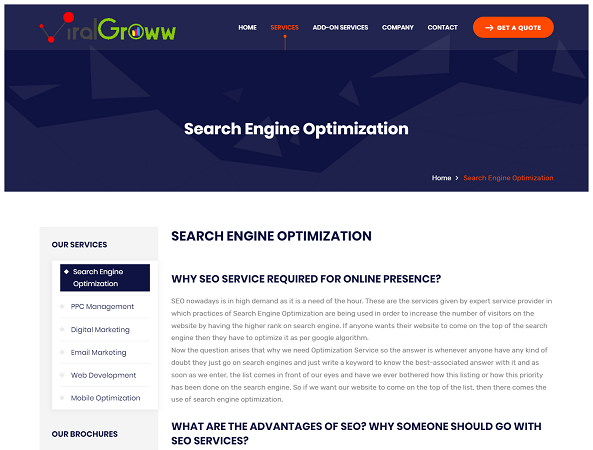 ViralGroww
HOME SERVICES ADD-ON SERVICES COMPANY CONTACT GET A QUOTE
Search Engine Optimization
Home > Search Engine Optimization
OUR SERVICES
Search Engine
Optimization
PPC Management
Digital Marketing
Email Marketing
Web Development
Mobile Optimization
OUR BROCHURES
SEARCH ENGINE OPTIMIZATION
WHY SEO SERVICE REQUIRED FOR ONLINE PRESENCE?
SEO nowadays is in high demand as it is a need of the hour. These are the services given by expert service provider in
which practices of Search Engine Optimization are being used in order to increase the number of visitors on the
website by having the higher rank on search engine. If anyone wants their website to come on the top of the search
engine then they have to optimize it as per google algorithm.
Now the question arises that why we need Optimization Service so the answer is whenever anyone have any kind of
doubt they just go on search engines and just write a keyword to know the best-associated answer with it and as
soon as we enter, the list comes in front of our eyes and have we ever bothered how this listing or how this priority
has been done on the search engine. So if we want our website to come on the top of the list, then there comes the
use of search engine optimization.
WHAT ARE THE ADVANTAGES OF SEO? WHY SOMEONE SHOULD GO WITH
SEO SERVICES?